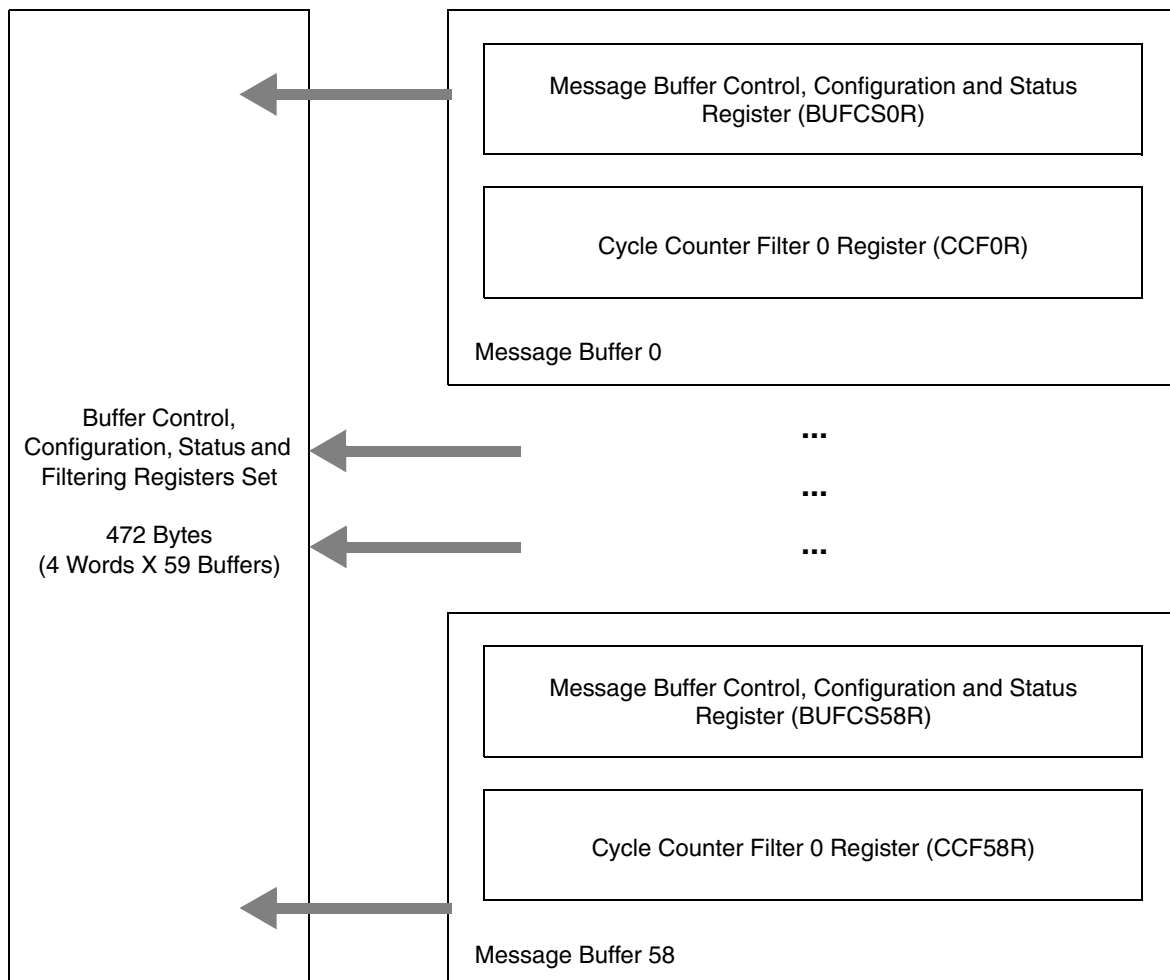 Message Buffer Control, Configuration and Status
Register (BUFCS0R)
Cycle Counter Filter 0 Register (CCF0R)
Message Buffer 0
Buffer Control,
Configuration, Status and
Filtering Registers Set
472 Bytes
(4 Words X 59 Buffers)
...
...
...
Message Buffer Control, Configuration and Status
Register (BUFCS58R)
Cycle Counter Filter 0 Register (CCF58R)
Message Buffer 58